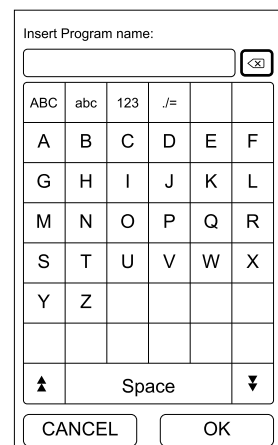 Insert Program name:
ABC abc 123 ./=
A B C D E F
G H I J K L
M N O P Q R
S T U V W X
Y Z
Space
CANCEL OK